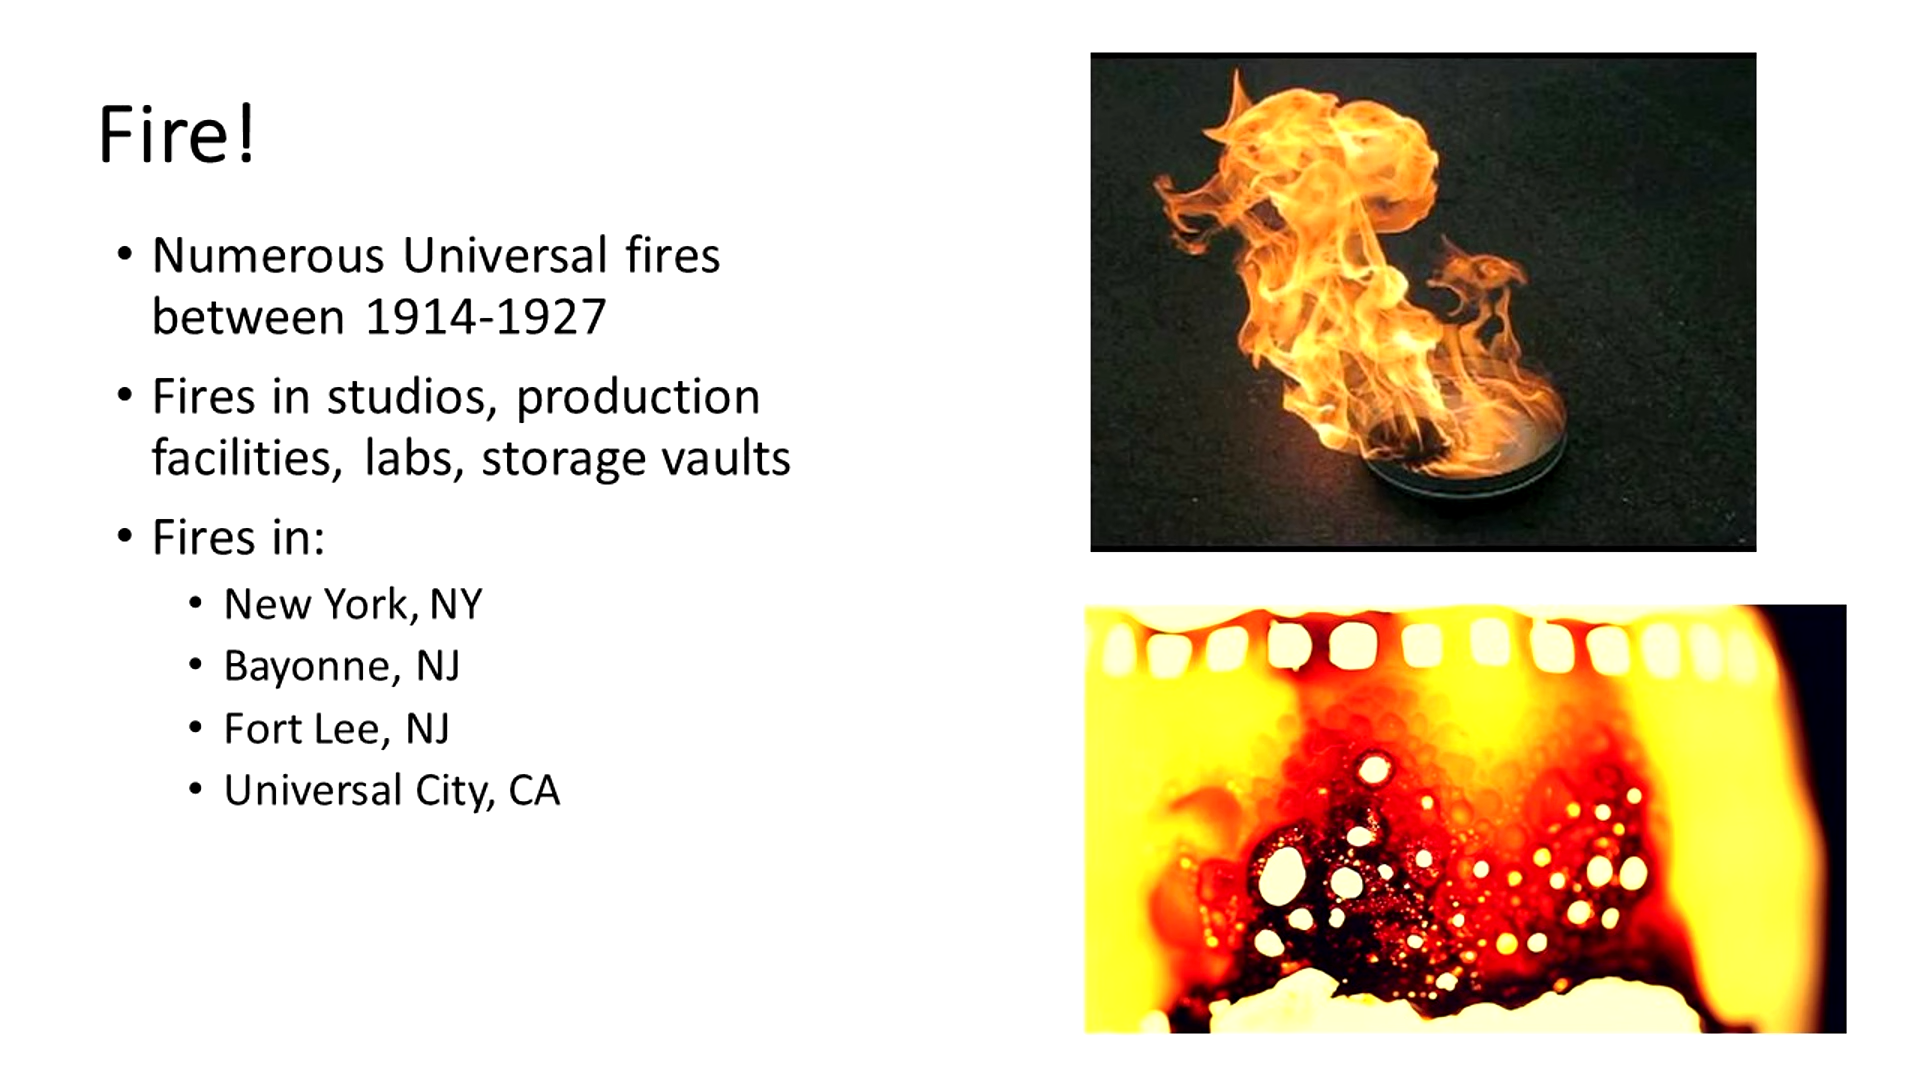 Fire!
• Numerous Universal fires
between 1914-1927
• Fires in studios, production
facilities, labs, storage vaults
• Fires in:
• New York, NY
• Bayonne, NJ
• Fort Lee, NJ
• Universal City, CA